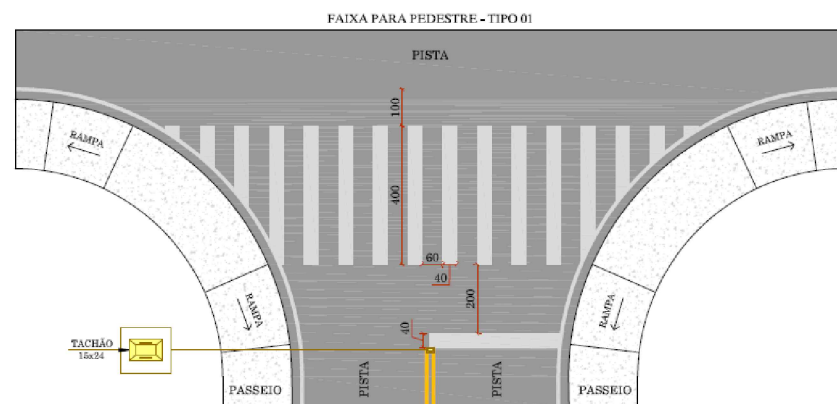 FAIXA PARA PEDESTRE - TIPO 01
PISTA
100
RAMPA
RAMPA
400
60
40
200
RAMPA
RAMPA
40
TACHÃO
15x24
PISTA
PISTA
PASSEIO
PASSEIO